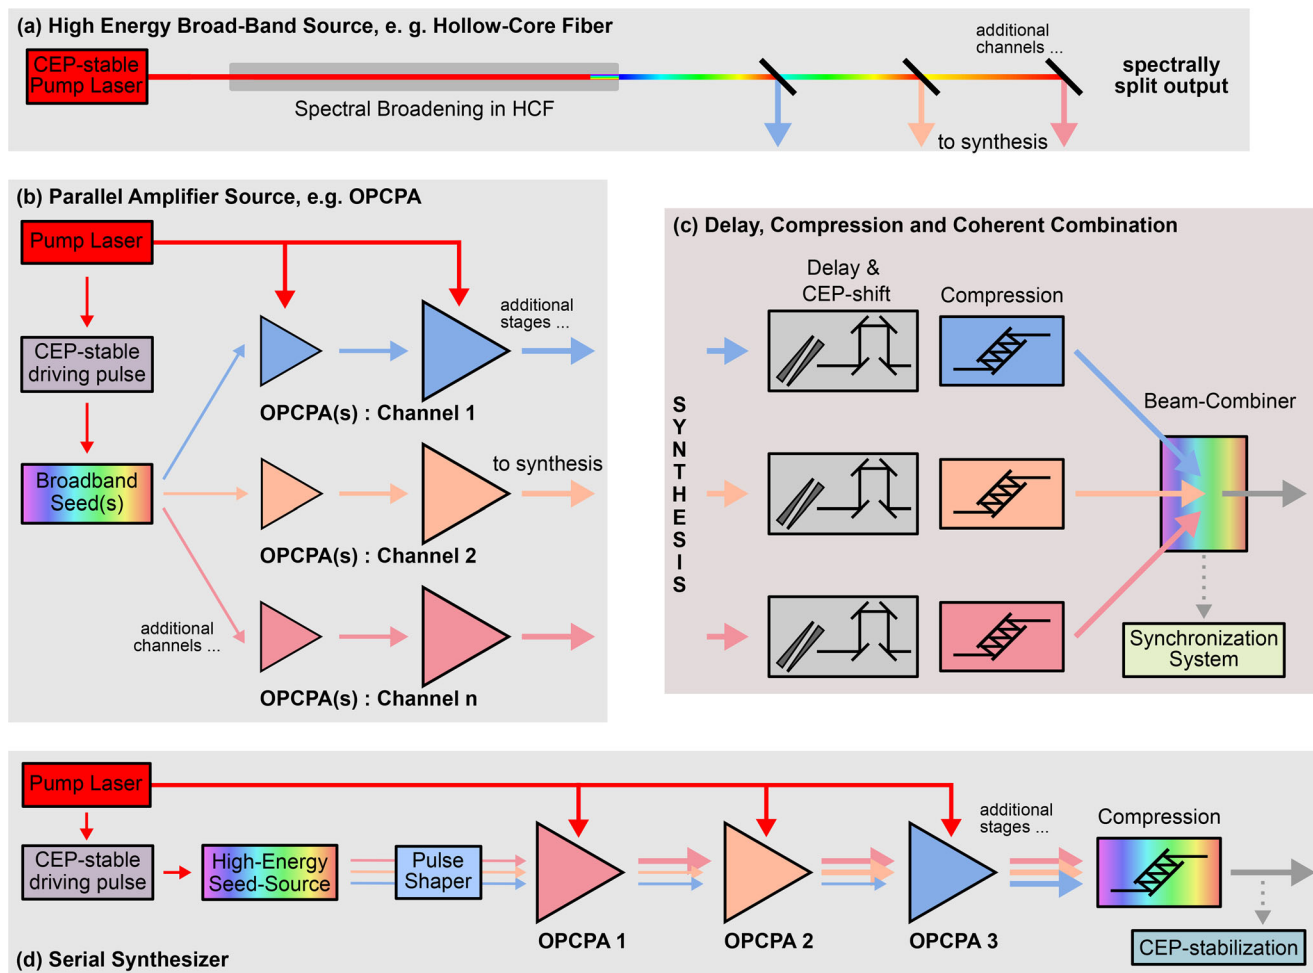 (a) High Energy Broad-Band Source, e. g. Hollow-Core Fiber
CEP-stable
Pump Laser
Spectral Broadening in HCF
additional
channels ...
spectrally
split output
to synthesis
(b) Parallel Amplifier Source, e.g. OPCPA
Pump Laser
CEP-stable
driving pulse
Broadband
Seed(s)
additional
stages ...
OPCPA(s) : Channel 1
to synthesis
OPCPA(s) : Channel 2
additional
channels ...
OPCPA(s) : Channel n
(c) Delay, Compression and Coherent Combination
SYNTHESIS
Delay &
CEP-shift
Compression
Beam-Combiner
Synchronization
System
Pump Laser
CEP-stable
driving pulse
High-Energy
Seed-Source
Pulse
Shaper
OPCPA 1
OPCPA 2
OPCPA 3
additional
stages ...
Compression
CEP-stabilization
(d) Serial Synthesizer